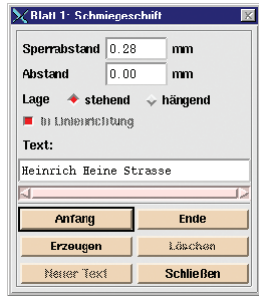 Blatt 1: Schmiegeschrift
Sperrabstand 0.28 mm
Abstand 0.00 mm
Lage stehend hängend
In Linienrichtung
Text:
Heinrich Heine Strasse
Anfang Ende
Erzeugen Löschen
Neuer Text Schließen